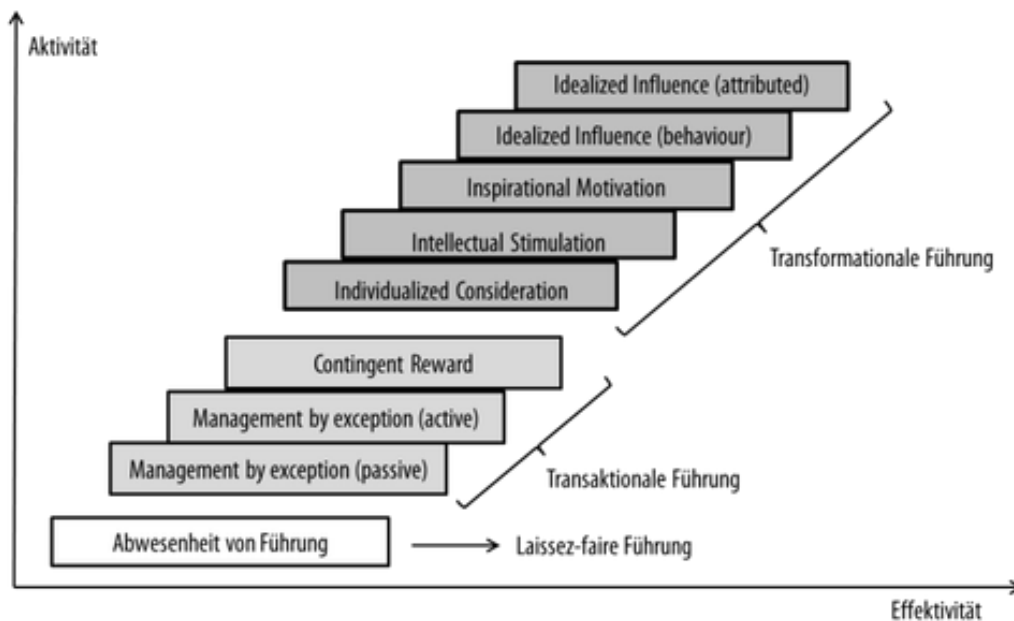 Aktivität
Idealized Influence (attributed)
Idealized Influence (behaviour)
Inspirational Motivation
Intellectual Stimulation
Transformationale Führung
Individualized Consideration
Contingent Reward
Management by exception (active)
Management by exception (passive)
Transaktionale Führung
Abwesenheit von Führung
Laissez-faire Führung
Effektivität